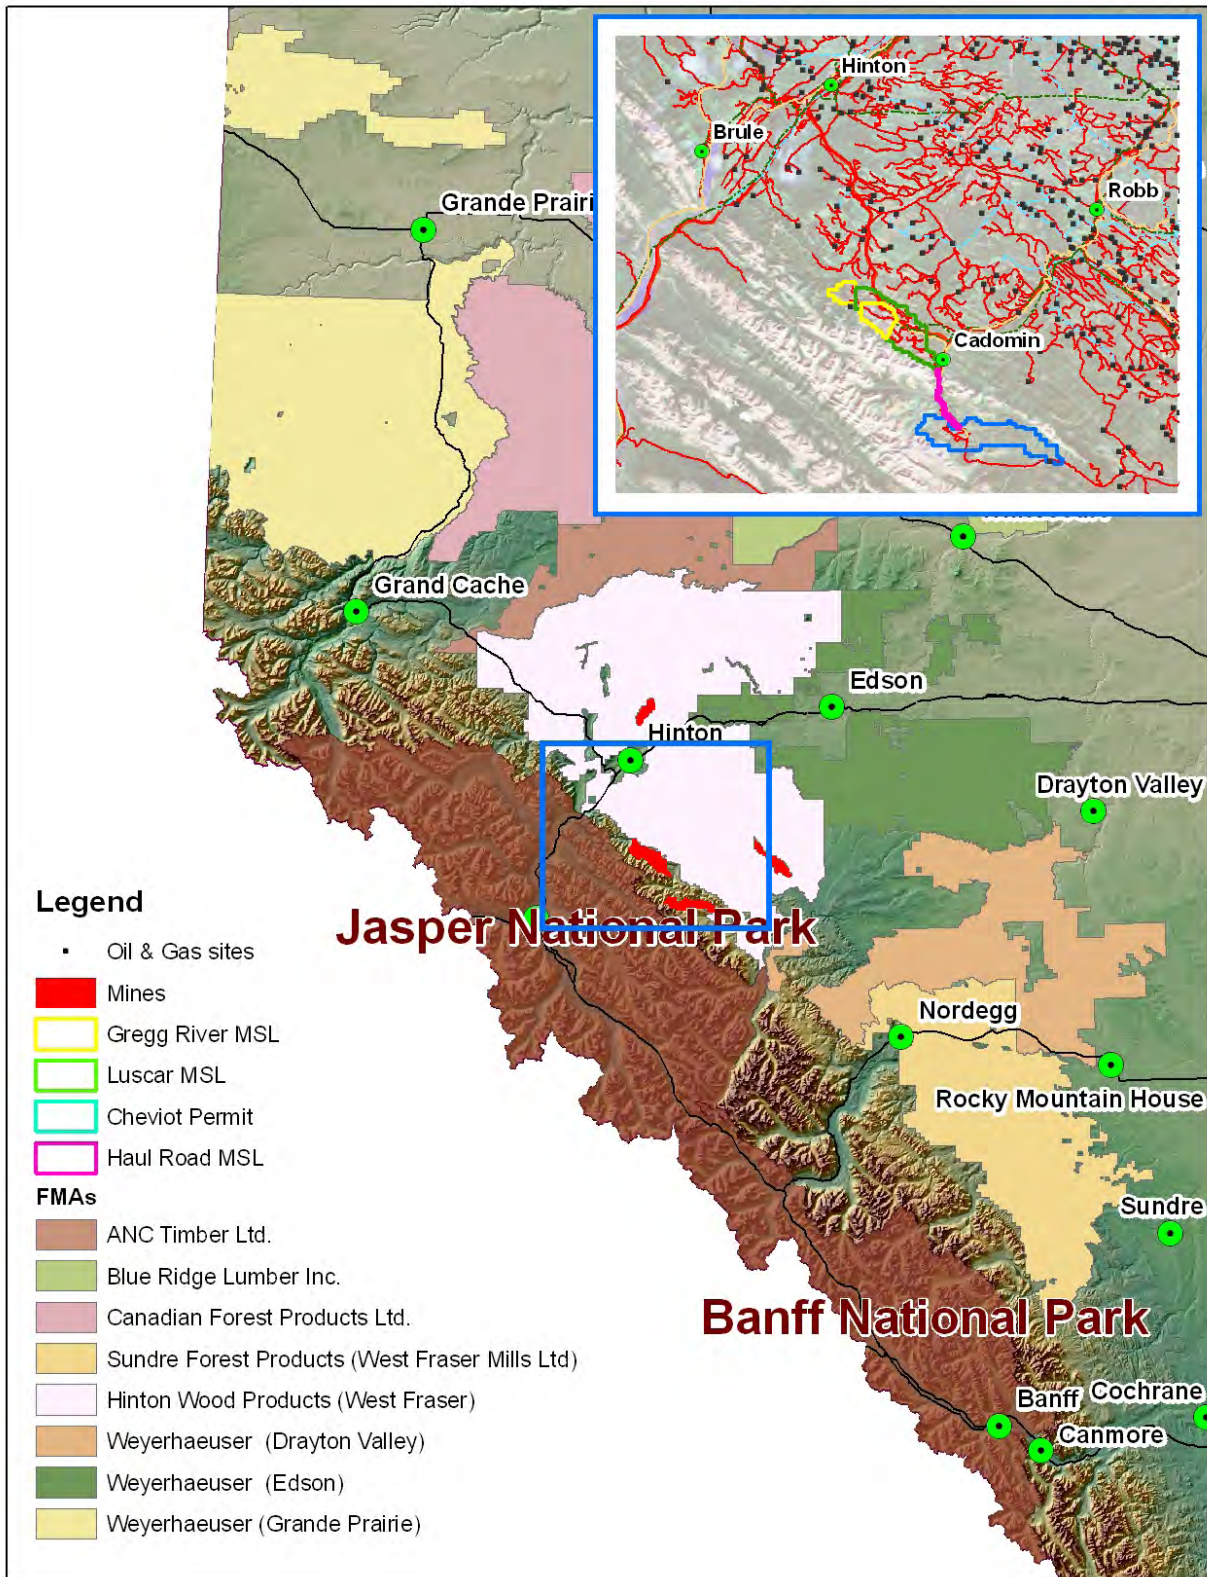 Hinton
Brule
Robb
Cadomin
Grande Prairi
Grand Cache
Edson
Hinton
Drayton Valley
Jasper National Park
Nordegg
Rocky Mountain House
Sundre
Banff National Park
Banff
Cochrane
Canmore
Legend
Oil & Gas sites
Mines
Gregg River MSL
Luscar MSL
Cheviot Permit
Haul Road MSL
FMAs
ANC Timber Ltd.
Blue Ridge Lumber Inc.
Canadian Forest Products Ltd.
Sundre Forest Products (West Fraser Mills Ltd)
Hinton Wood Products (West Fraser)
Weyerhaeuser (Drayton Valley)
Weyerhaeuser (Edson)
Weyerhaeuser (Grande Prairie)